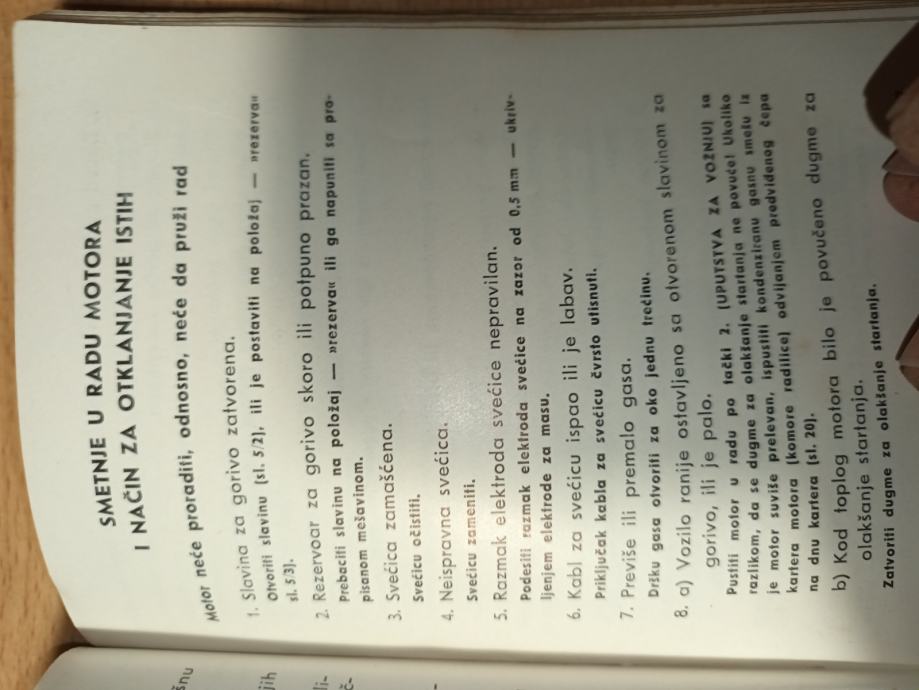 SMETNJE U RADU MOTORA
I NAČIN ZA OTKLANJANJE ISTIH
Motor neće proraditi, odnosno, neće da pruži rad
1. Slavina za gorivo zatvorena.
Otvoriti slavinu (sl. 5/2), ili je postaviti na položaj — »rezerva«
sl. 5/3).
2. Rezervoar za gorivo skoro ili potpuno prazan.
Prebaciti slavinu na položaj — »rezerva« ili ga napuniti sa pro-
pisanom mešavinom.
3. Svećica zamašćena.
Svećicu očistiti.
4. Neispravna svećica.
Svećicu zameniti.
5. Razmak elektroda svećice nepravilan.
Podesiti razmak elektroda svećice na zazor od 0,5 mm — ukriv-
ljenjem elektrode za masu.
6. Kabl za svećicu ispao ili je labav.
Priključak kabla za svećicu čvrsto utisnuti.
7. Previše ili premalo gasa.
Dršku gasa otvoriti za oko jednu trećinu.
8. a) Vozilo ranije ostavljeno sa otvorenom slavinom za
gorivo, ili je palo.
Pustiti motor u radu po tački 2. (UPUTSTVA ZA VOŽNJU) sa
razlikom, da se dugme za olakšanje startanja ne povuče! Ukoliko
je motor suviše prelevan, ispustiti kondenziranu gasnu smešu iz
kartera motora (komore radilice) odvijanjem predviđenog čepa
na dnu kartera (sl. 20).
b) Kod toplog motora bilo je povučeno dugme za
olakšanje startanja.
Zatvoriti dugme za olakšanje startanja.
šnu
jih
li-
č-
-